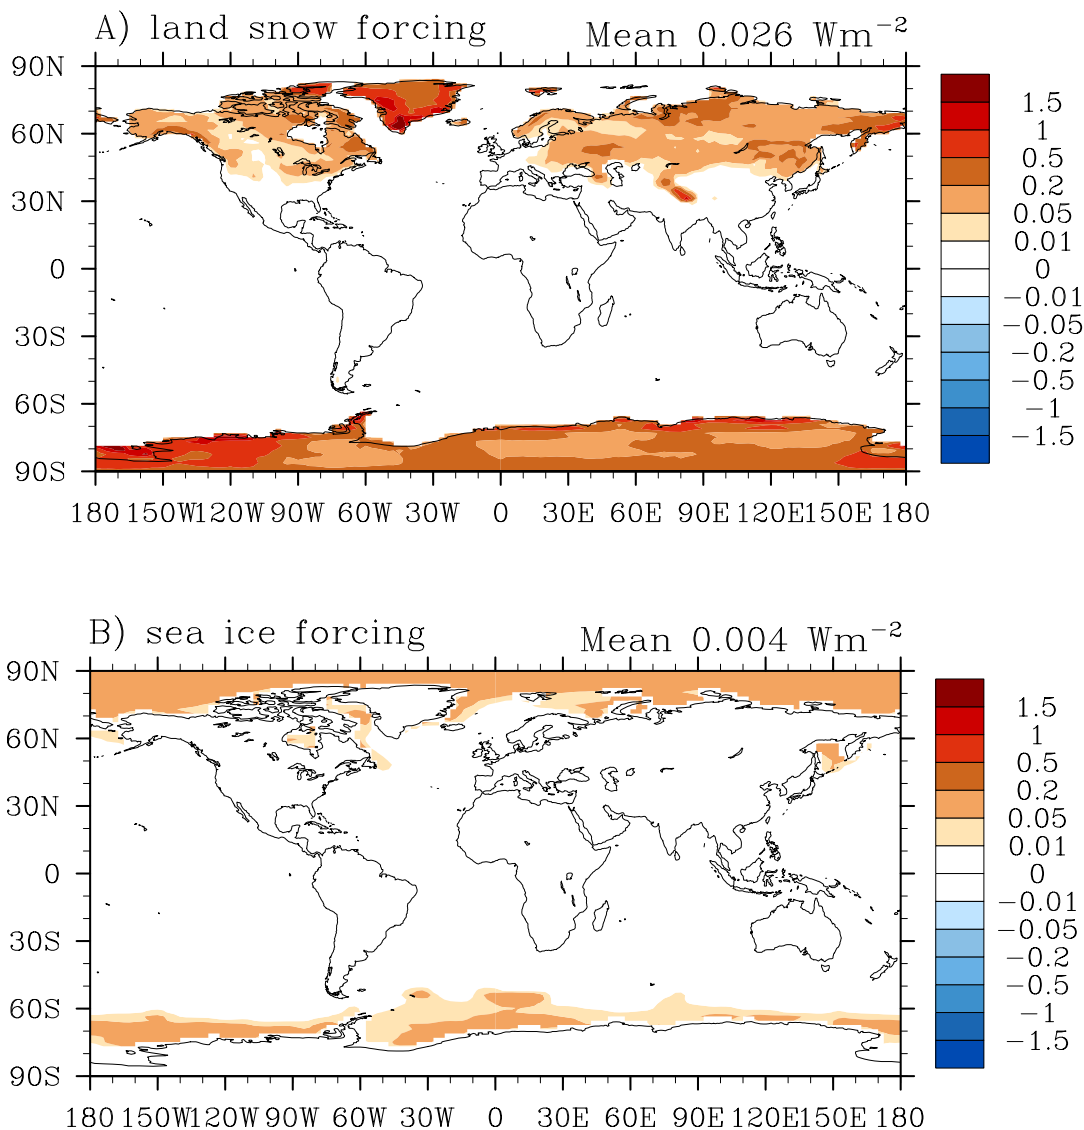 A) land snow forcing Mean 0.026 Wm−2
90N
60N
30N
0
30S
60S
90S
180 150W 120W 90W 60W 30W 0 30E 60E 90E 120E 150E 180
1.5
1
0.5
0.2
0.05
0.01
0
−0.01
−0.05
−0.2
−0.5
−1
−1.5
B) sea ice forcing Mean 0.004 Wm−2
90N
60N
30N
0
30S
60S
90S
180 150W 120W 90W 60W 30W 0 30E 60E 90E 120E 150E 180
1.5
1
0.5
0.2
0.05
0.01
0
−0.01
−0.05
−0.2
−0.5
−1
−1.5